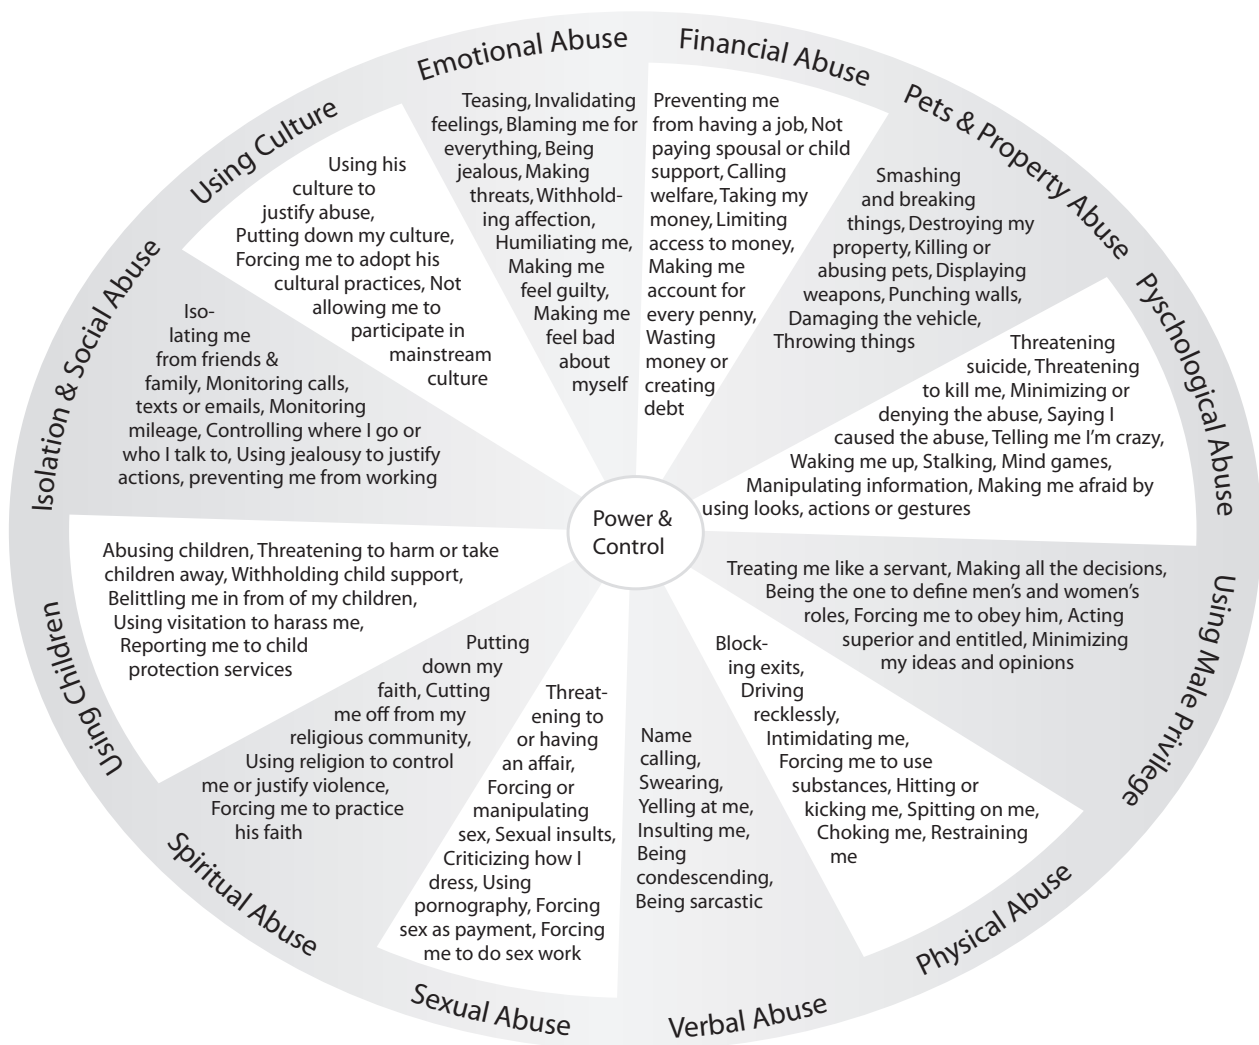 Emotional Abuse
Teasing, Invalidating
feelings, Blaming me for
everything, Being
jealous, Making
threats, Withhold-
ing affection,
Humiliating me,
Making me
feel guilty,
Making me
feel bad
about
myself
Financial Abuse
Preventing me
from having a job, Not
paying spousal or child
support, Calling
welfare, Taking my
money, Limiting
access to money,
Making me
account for
every penny,
Wasting
money or
creating
debt
Pets & Property Abuse
Smashing
and breaking
things, Destroying my
property, Killing or
abusing pets, Displaying
weapons, Punching walls,
Damaging the vehicle,
Throwing things
Pyschological Abuse
Threatening
suicide, Threatening
to kill me, Minimizing or
denying the abuse, Saying I
caused the abuse, Telling me I'm crazy,
Waking me up, Stalking, Mind games,
Manipulating information, Making me afraid by
using looks, actions or gestures
Using Male Privilege
Treating me like a servant, Making all the decisions,
Being the one to define men's and women's
roles, Forcing me to obey him, Acting
superior and entitled, Minimizing
my ideas and opinions
Physical Abuse
Block-
ing exits,
Driving
recklessly,
Intimidating me,
Forcing me to use
substances, Hitting or
kicking me, Spitting on me,
Choking me, Restraining
me
Verbal Abuse
Name
calling,
Swearing,
Yelling at me,
Insulting me,
Being
condescending,
Being sarcastic
Sexual Abuse
Threat-
ening to
or having
an affair,
Forcing or
manipulating
sex, Sexual insults,
Criticizing how I
dress, Using
pornography, Forcing
sex as payment, Forcing
me to do sex work
Spiritual Abuse
Putting
down my
faith, Cutting
me off from my
religious community,
Using religion to control
me or justify violence,
Forcing me to practice
his faith
Using Children
Abusing children, Threatening to harm or take
children away, Withholding child support,
Belittling me in from of my children,
Using visitation to harass me,
Reporting me to child
protection services
Isolation & Social Abuse
Iso-
lating me
from friends &
family, Monitoring calls,
texts or emails, Monitoring
mileage, Controlling where I go or
who I talk to, Using jealousy to justify
actions, preventing me from working
Using Culture
Using his
culture to
justify abuse,
Putting down my culture,
Forcing me to adopt his
cultural practices, Not
allowing me to
participate in
mainstream
culture
Power &
Control